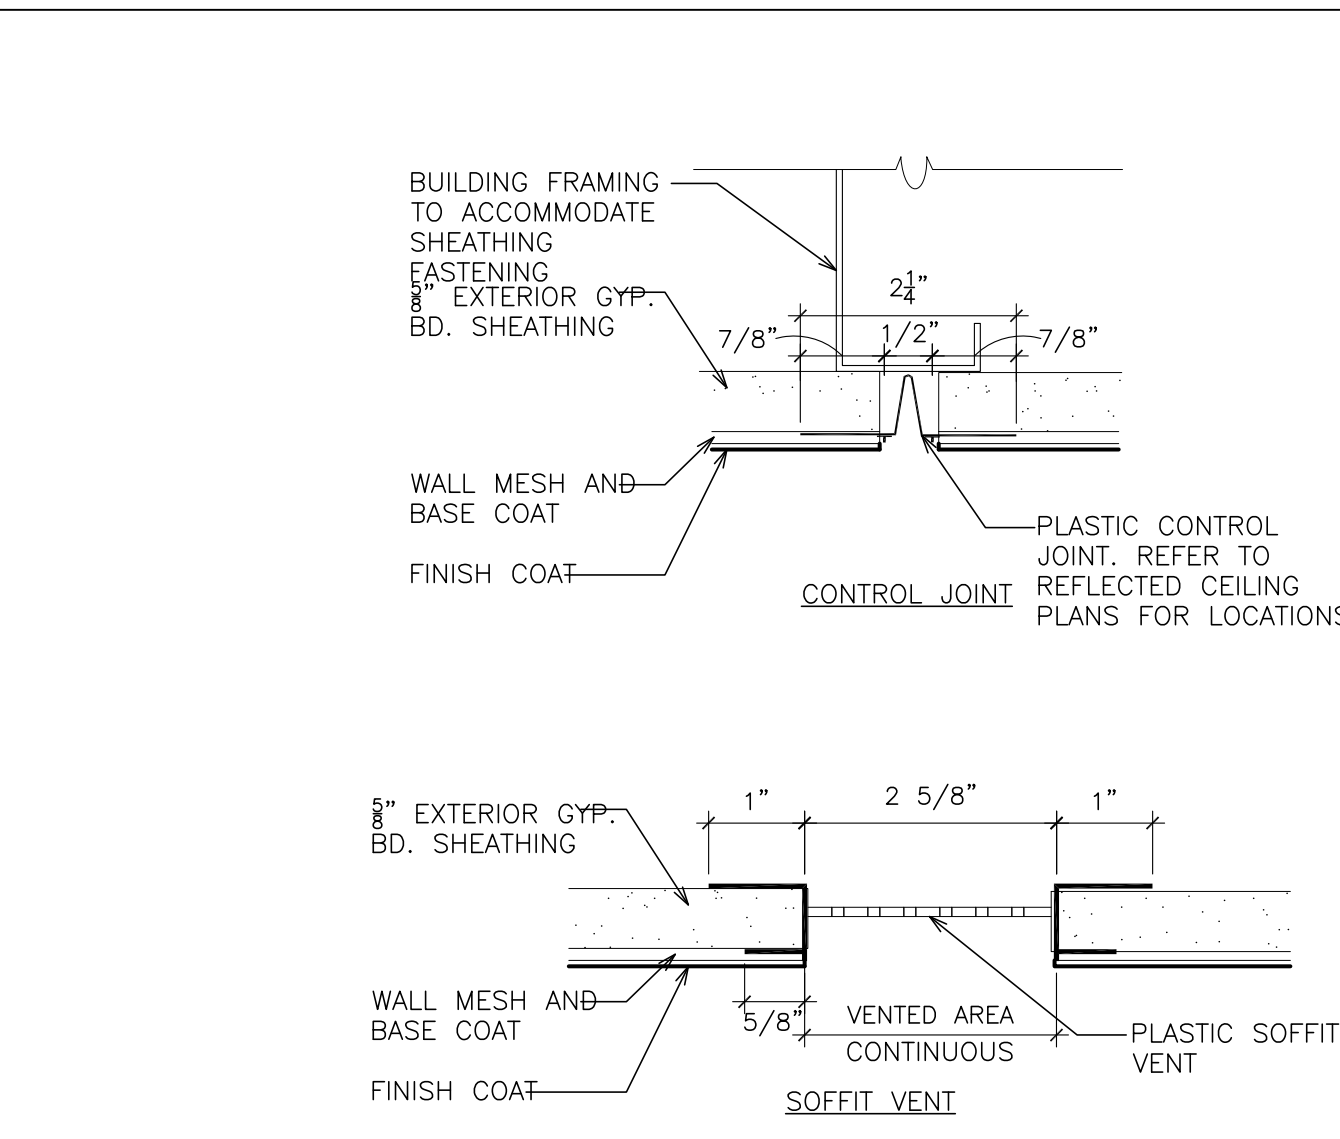 BUILDING FRAMING
TO ACCOMMODATE
SHEATHING
FASTENING
5/8" EXTERIOR GYP.
BD. SHEATHING
2 1/4"
7/8"
1/2"
7/8"
WALL MESH AND
BASE COAT
FINISH COAT
PLASTIC CONTROL
JOINT. REFER TO
REFLECTED CEILING
PLANS FOR LOCATIONS
CONTROL JOINT
5/8" EXTERIOR GYP.
BD. SHEATHING
1"
2 5/8"
1"
WALL MESH AND
BASE COAT
FINISH COAT
5/8"
VENTED AREA
CONTINUOUS
PLASTIC SOFFIT
VENT
SOFFIT VENT